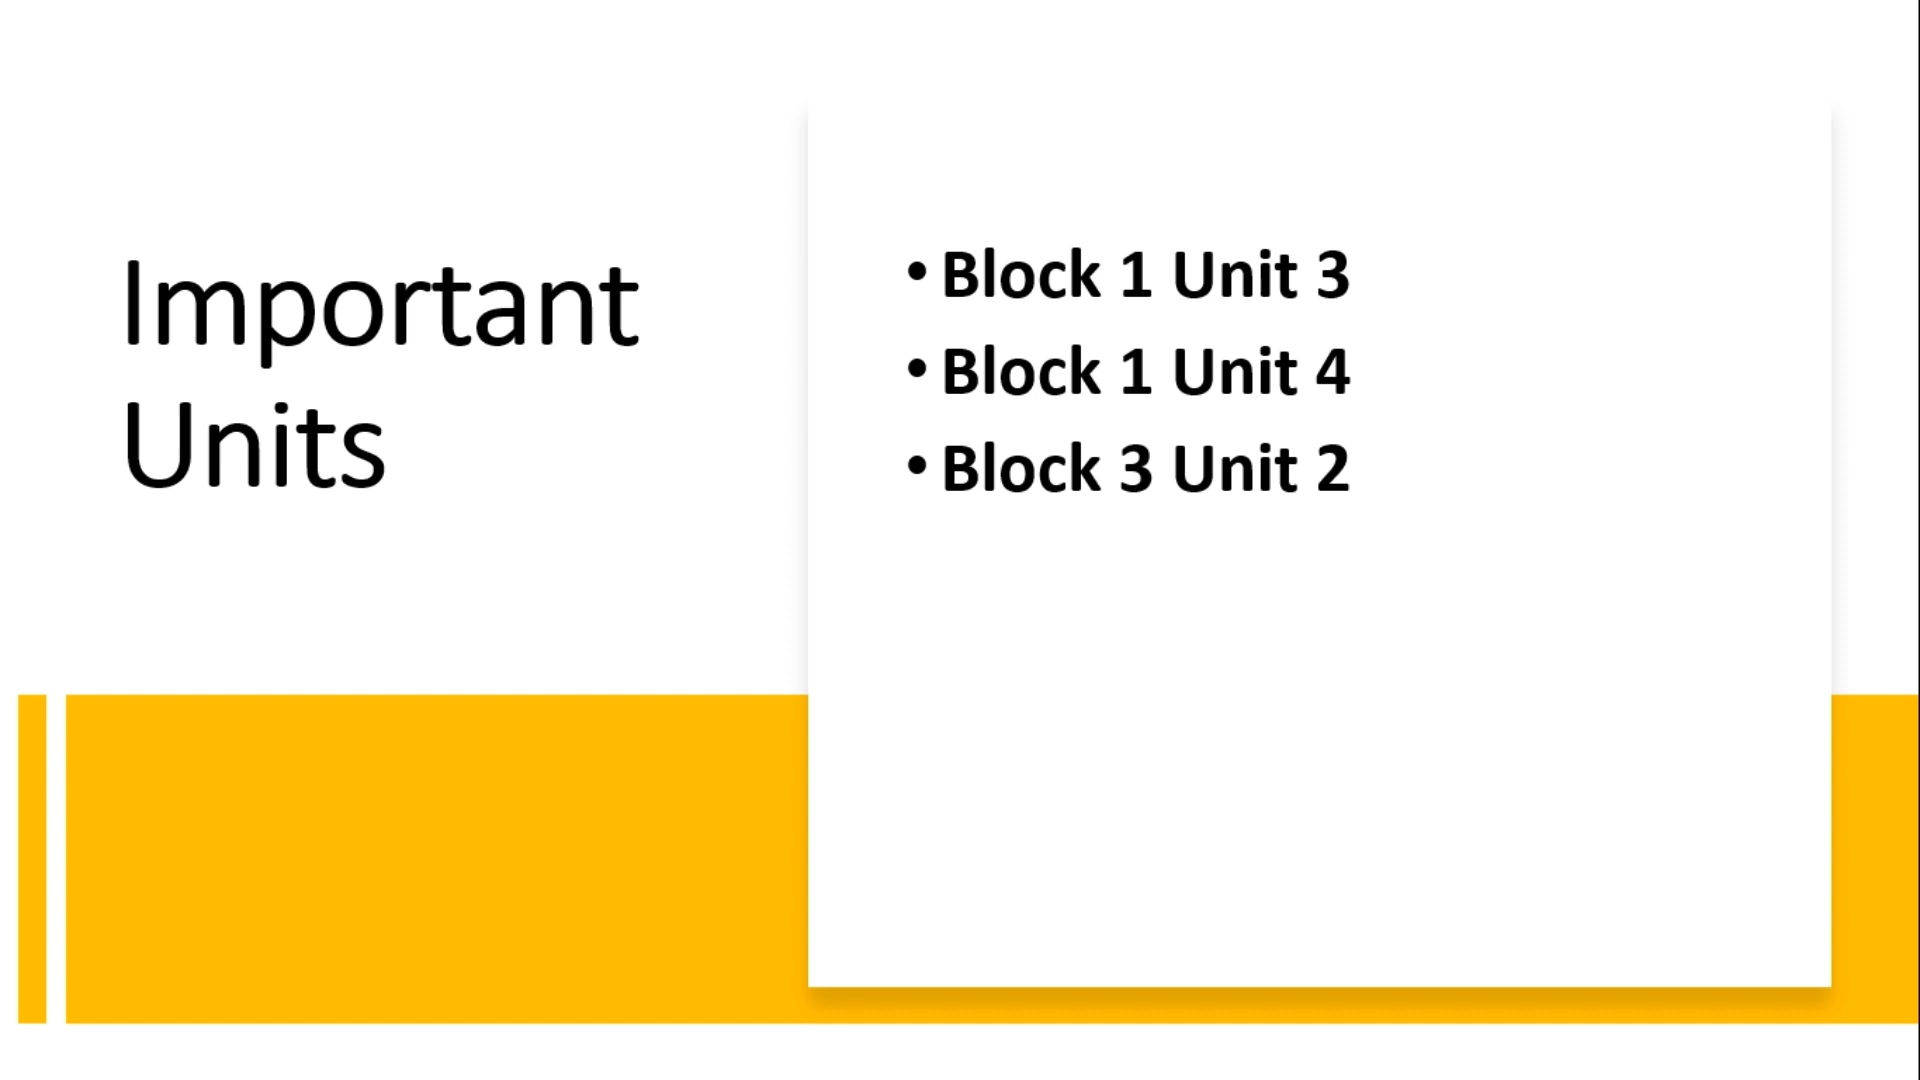 Important
Units
• Block 1 Unit 3
• Block 1 Unit 4
• Block 3 Unit 2